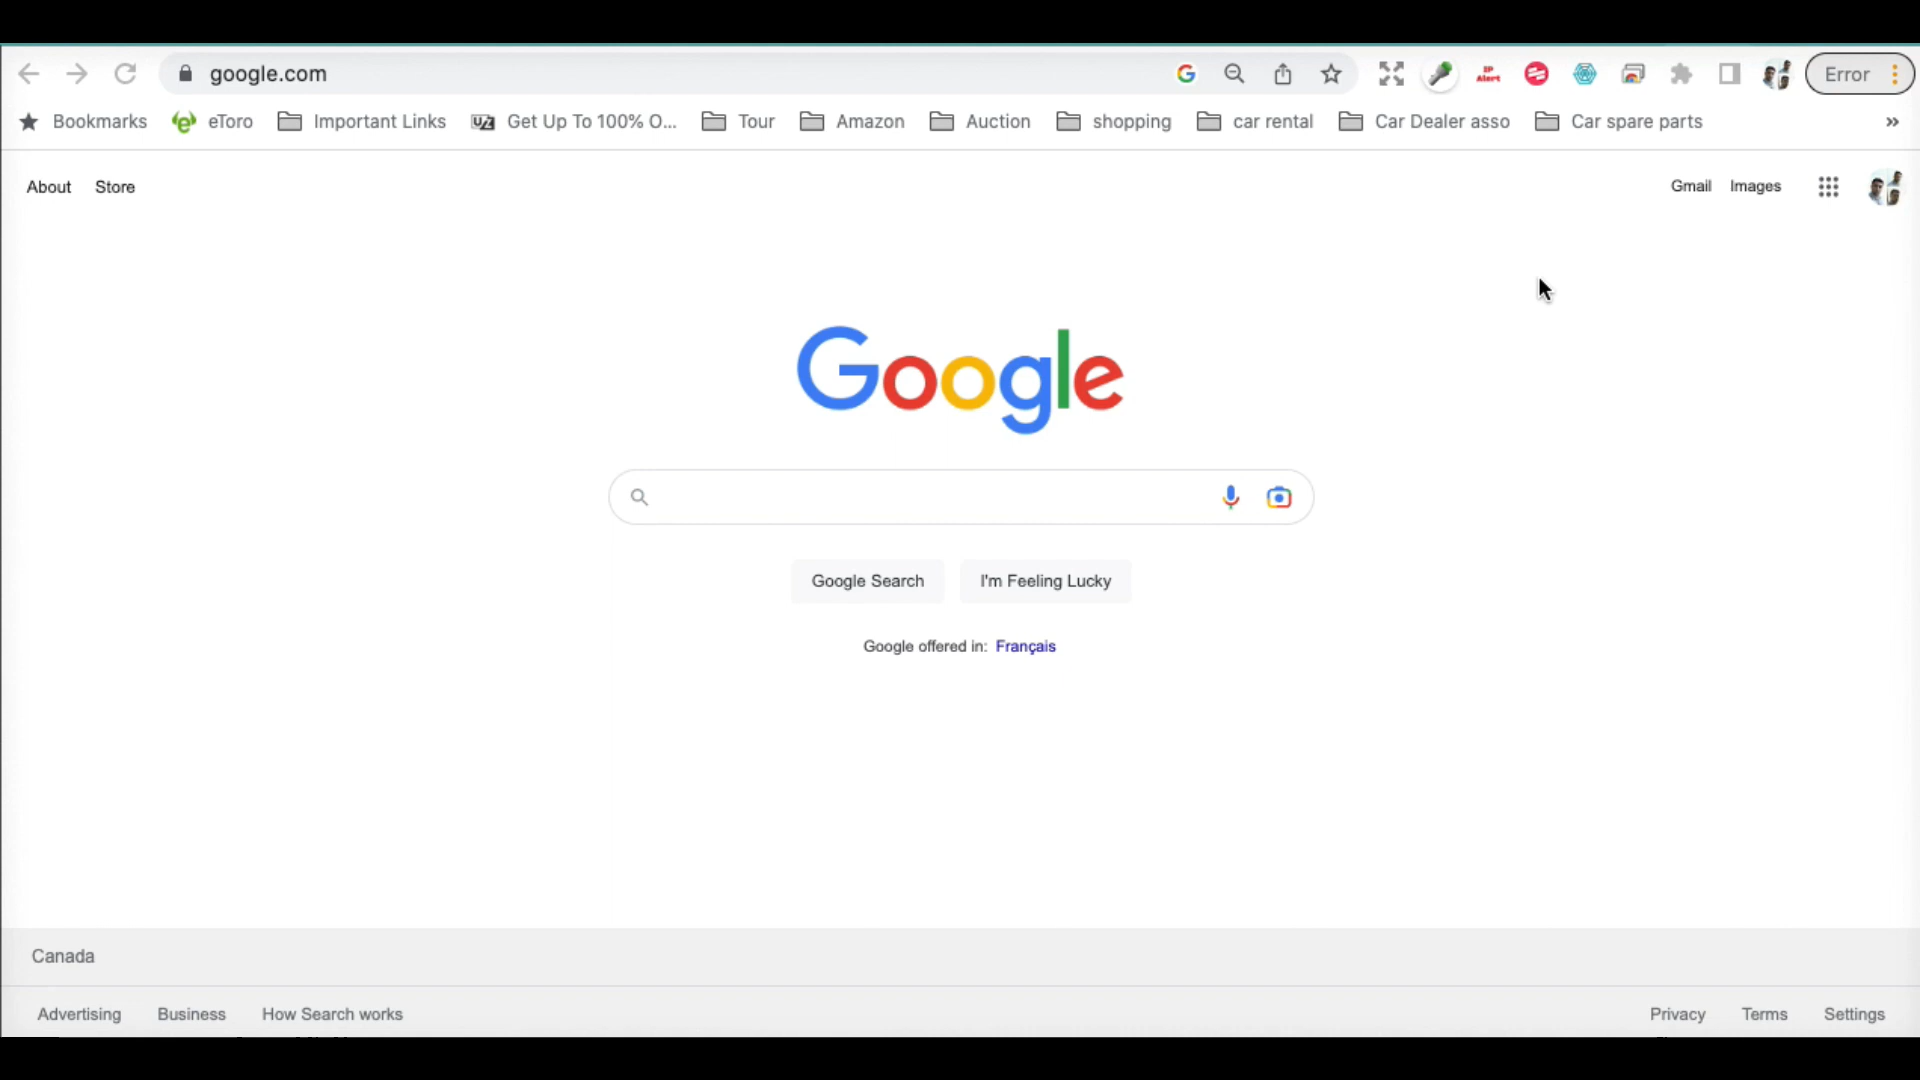 google.com
IP Alert
Error
Bookmarks eToro Important Links Get Up To 100% O... Tour Amazon Auction shopping car rental Car Dealer asso Car spare parts »
About Store Gmail Images
Google
Google Search I'm Feeling Lucky
Google offered in: Français
Canada
Advertising Business How Search works Privacy Terms Settings